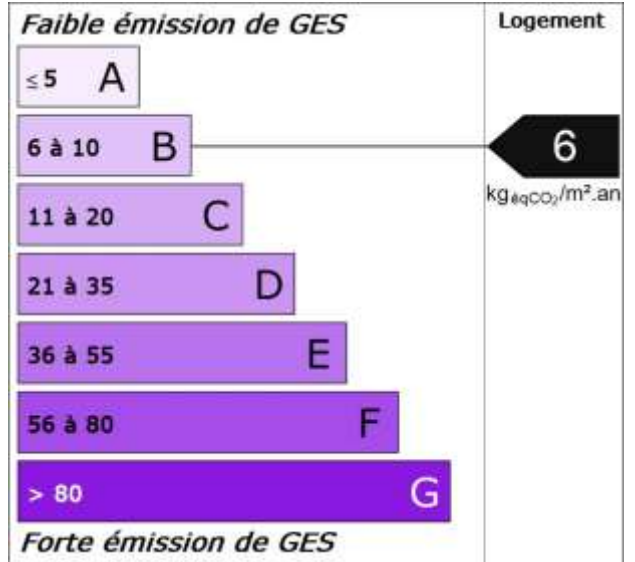 Faible émission de GES
Logement
≤ 5 A
6 à 10 B
6
kgéqCO₂/m².an
11 à 20 C
21 à 35 D
36 à 55 E
56 à 80 F
> 80 G
Forte émission de GES